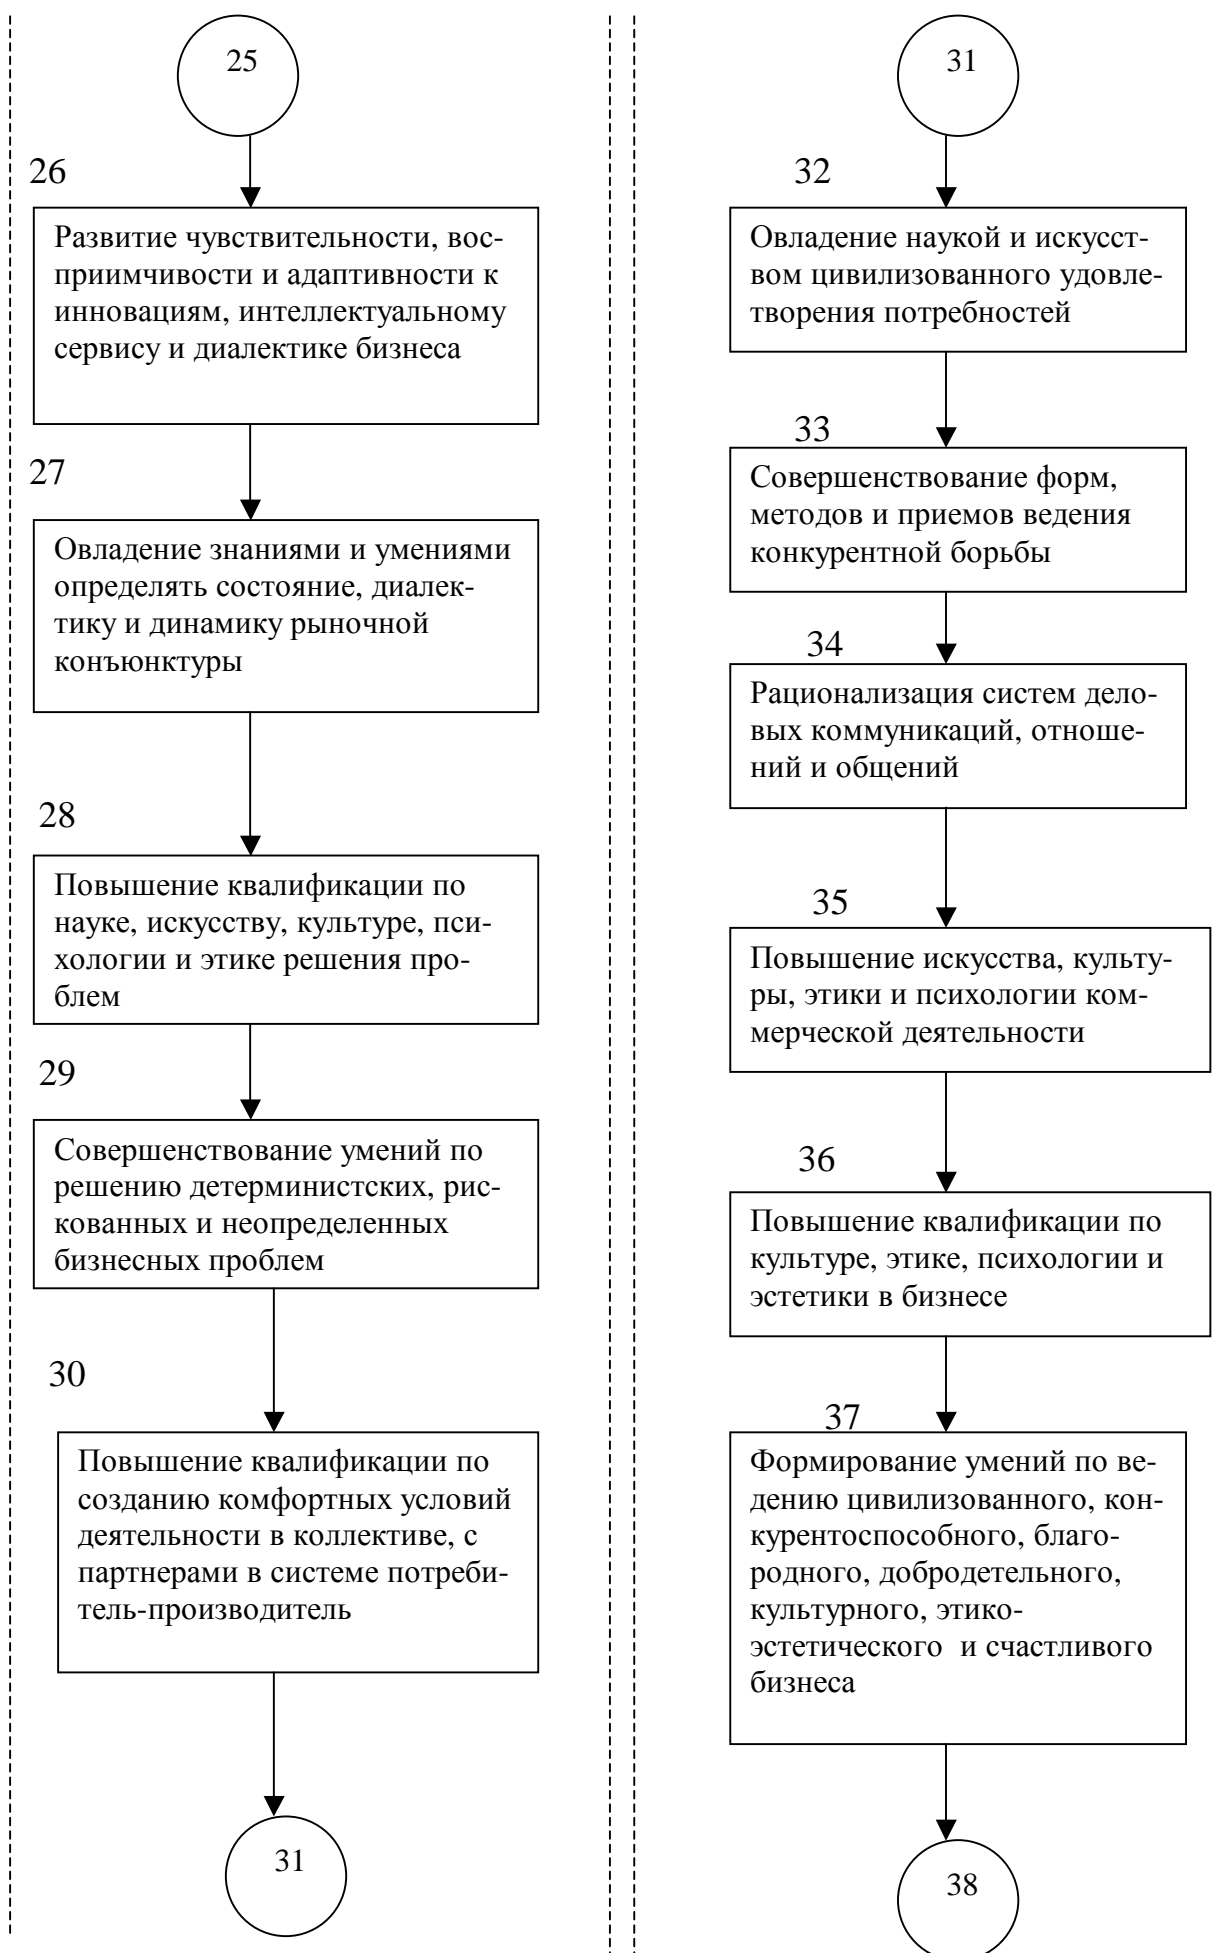 25
26
Развитие чувствительности, вос-
приимчивости и адаптивности к
инновациям, интеллектуальному
сервису и диалектике бизнеса
27
Овладение знаниями и умениями
определять состояние, диалек-
тику и динамику рыночной
конъюнктуры
28
Повышение квалификации по
науке, искусству, культуре, пси-
хологии и этике решения про-
блем
29
Совершенствование умений по
решению детерминистских, рис-
кованных и неопределенных
бизнесных проблем
30
Повышение квалификации по
созданию комфортных условий
деятельности в коллективе, с
партнерами в системе потреби-
тель-производитель
31
31
32
Овладение наукой и искусст-
вом цивилизованного удовле-
творения потребностей
33
Совершенствование форм,
методов и приемов ведения
конкурентной борьбы
34
Рационализация систем дело-
вых коммуникаций, отноше-
ний и общений
35
Повышение искусства, культу-
ры, этики и психологии ком-
мерческой деятельности
36
Повышение квалификации по
культуре, этике, психологии и
эстетики в бизнесе
37
Формирование умений по ве-
дению цивилизованного, кон-
курентоспособного, благо-
родного, добродетельного,
культурного, этико-
эстетического  и счастливого
бизнеса
38